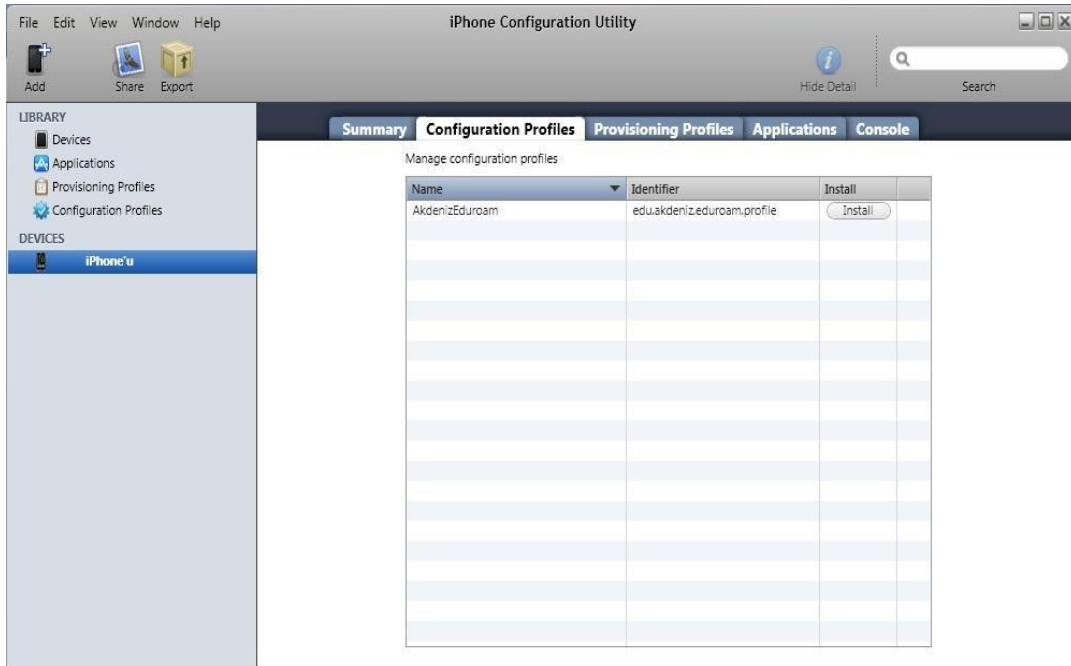 File Edit View Window Help
iPhone Configuration Utility
Add
Share
Export
Hide Detail
Search
LIBRARY
Devices
Applications
Provisioning Profiles
Configuration Profiles
DEVICES
iPhone'u
Summary
Configuration Profiles
Provisioning Profiles
Applications
Console
Manage configuration profiles
Name Identifier Install
AkdenizEduroam edu.akdeniz.eduroam.profile Install